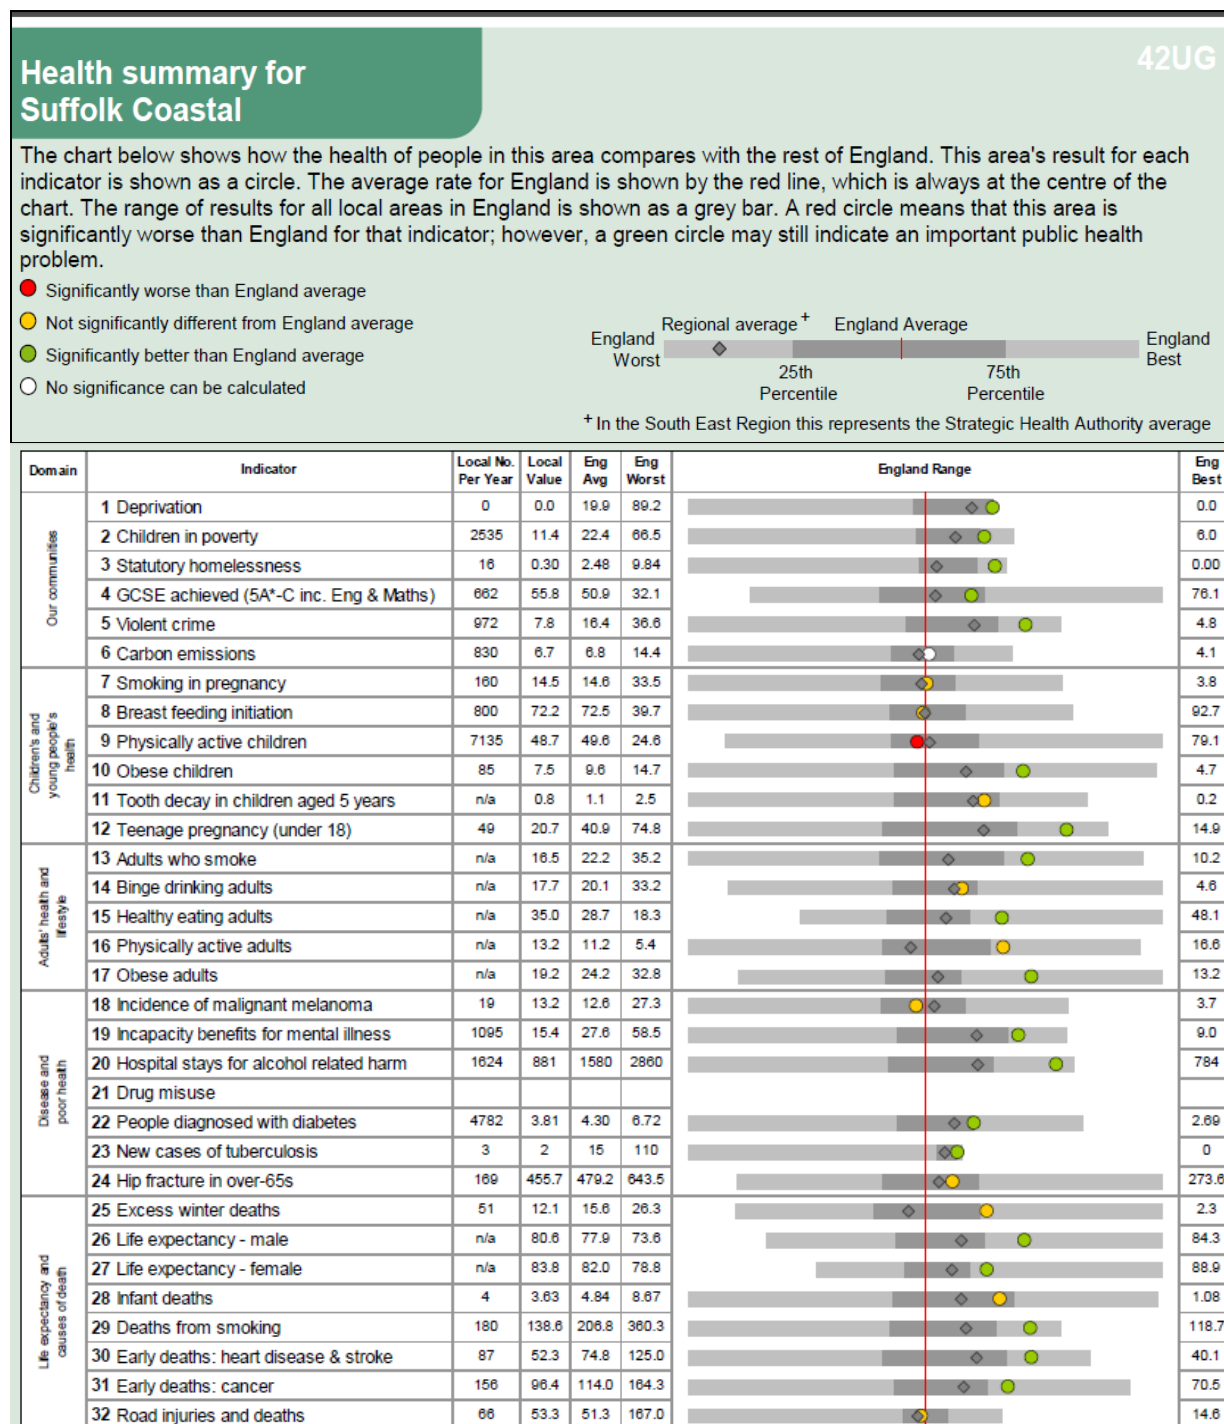 42UG
Health summary for
Suffolk Coastal
The chart below shows how the health of people in this area compares with the rest of England. This area's result for each
indicator is shown as a circle. The average rate for England is shown by the red line, which is always at the centre of the
chart. The range of results for all local areas in England is shown as a grey bar. A red circle means that this area is
significantly worse than England for that indicator; however, a green circle may still indicate an important public health
problem.
Significantly worse than England average
Not significantly different from England average
Significantly better than England average
No significance can be calculated
Regional average + England Average
England Worst
England Best
25th Percentile
75th Percentile
+ In the South East Region this represents the Strategic Health Authority average
Domain Indicator Local No. Per Year Local Value Eng Avg Eng Worst England Range Eng Best
Our communities
1 Deprivation 0 0.0 19.9 89.2 0.0
2 Children in poverty 2535 11.4 22.4 66.5 6.0
3 Statutory homelessness 16 0.30 2.48 9.84 0.00
4 GCSE achieved (5A*-C inc. Eng & Maths) 662 55.8 50.9 32.1 76.1
5 Violent crime 972 7.8 16.4 36.6 4.8
6 Carbon emissions 830 6.7 6.8 14.4 4.1
Children's and young people's health
7 Smoking in pregnancy 160 14.5 14.6 33.5 3.8
8 Breast feeding initiation 800 72.2 72.5 39.7 92.7
9 Physically active children 7135 48.7 49.6 24.6 79.1
10 Obese children 85 7.5 9.6 14.7 4.7
11 Tooth decay in children aged 5 years n/a 0.8 1.1 2.5 0.2
12 Teenage pregnancy (under 18) 49 20.7 40.9 74.8 14.9
Adults' health and lifestyle
13 Adults who smoke n/a 16.5 22.2 35.2 10.2
14 Binge drinking adults n/a 17.7 20.1 33.2 4.6
15 Healthy eating adults n/a 35.0 28.7 18.3 48.1
16 Physically active adults n/a 13.2 11.2 5.4 16.6
17 Obese adults n/a 19.2 24.2 32.8 13.2
Disease and poor health
18 Incidence of malignant melanoma 19 13.2 12.6 27.3 3.7
19 Incapacity benefits for mental illness 1095 15.4 27.6 58.5 9.0
20 Hospital stays for alcohol related harm 1624 881 1580 2860 784
21 Drug misuse
22 People diagnosed with diabetes 4782 3.81 4.30 6.72 2.69
23 New cases of tuberculosis 3 2 15 110 0
24 Hip fracture in over-65s 169 455.7 479.2 643.5 273.6
Life expectancy and causes of death
25 Excess winter deaths 51 12.1 15.6 26.3 2.3
26 Life expectancy - male n/a 80.6 77.9 73.6 84.3
27 Life expectancy - female n/a 83.8 82.0 78.8 88.9
28 Infant deaths 4 3.63 4.84 8.67 1.08
29 Deaths from smoking 180 138.6 206.8 360.3 118.7
30 Early deaths: heart disease & stroke 87 52.3 74.8 125.0 40.1
31 Early deaths: cancer 156 96.4 114.0 164.3 70.5
32 Road injuries and deaths 66 53.3 51.3 167.0 14.6